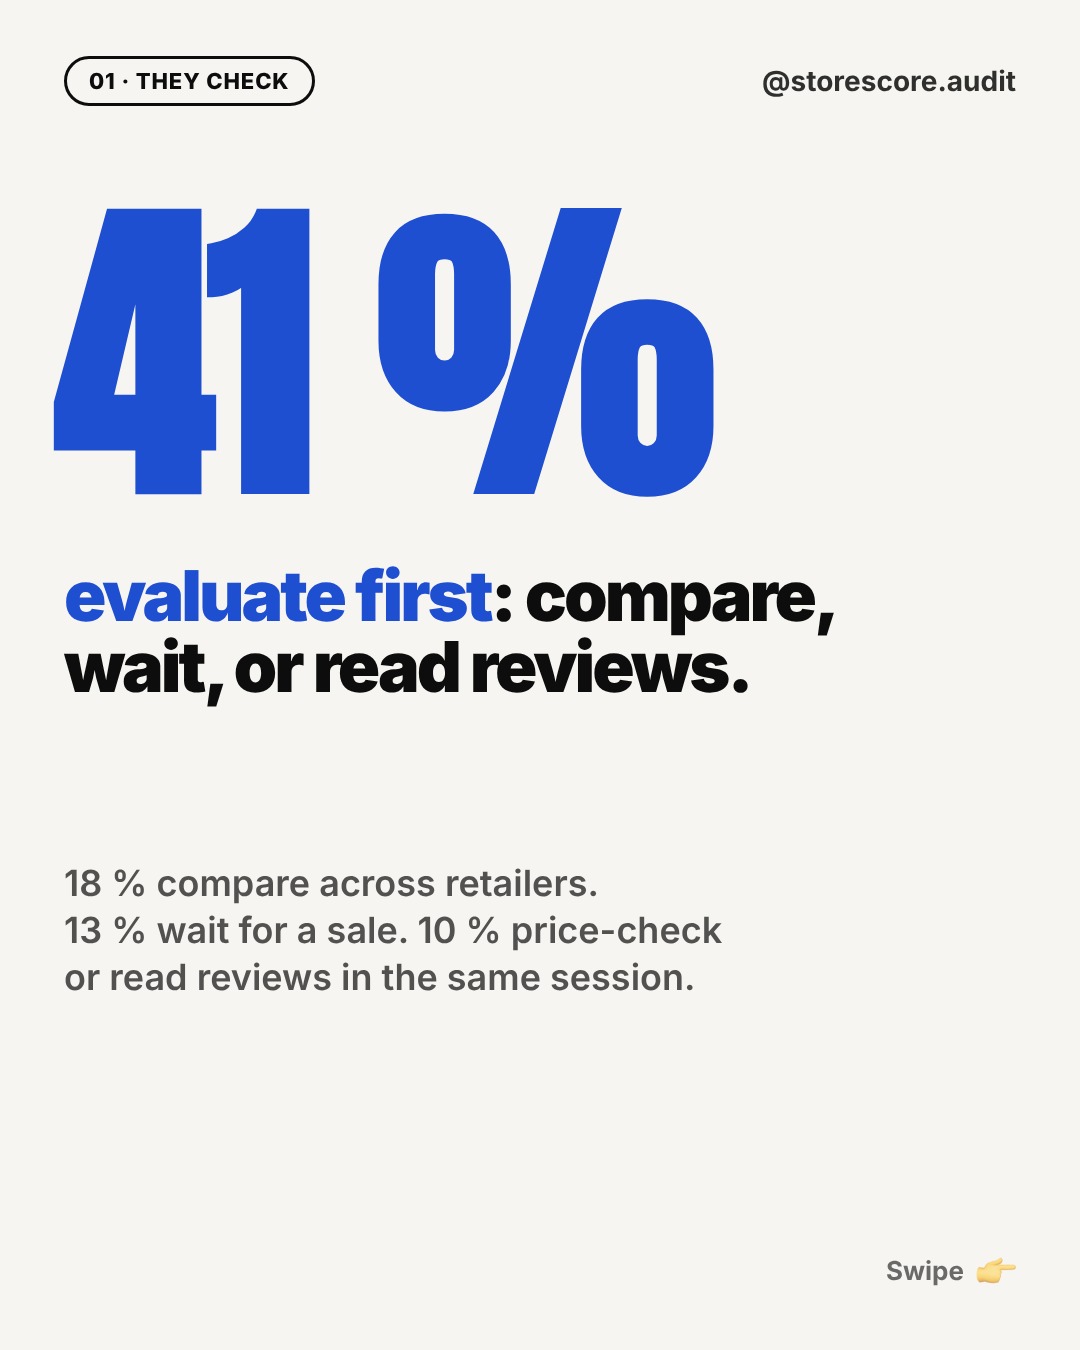 01 · THEY CHECK
@storescore.audit
41 %
evaluate first: compare,
wait, or read reviews.
18 % compare across retailers.
13 % wait for a sale. 10 % price-check
or read reviews in the same session.
Swipe 👉